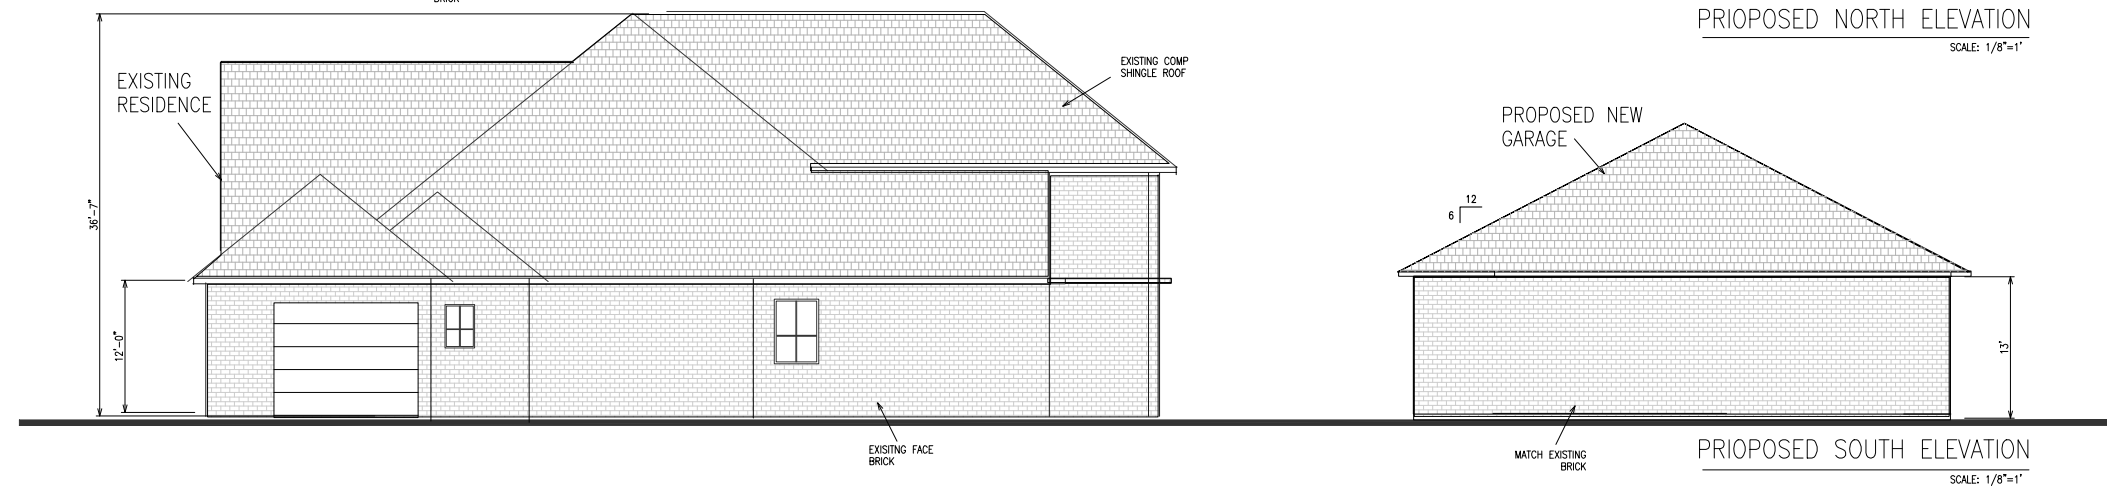 BRICK
PRIOPOSED NORTH ELEVATION
SCALE: 1/8"=1'
EXISTING COMP
SHINGLE ROOF
EXISTING
RESIDENCE
PROPOSED NEW
GARAGE
36'-7"
12
6
12'-0"
13'
EXISITNG FACE
BRICK
MATCH EXISTING
BRICK
PRIOPOSED SOUTH ELEVATION
SCALE: 1/8"=1'